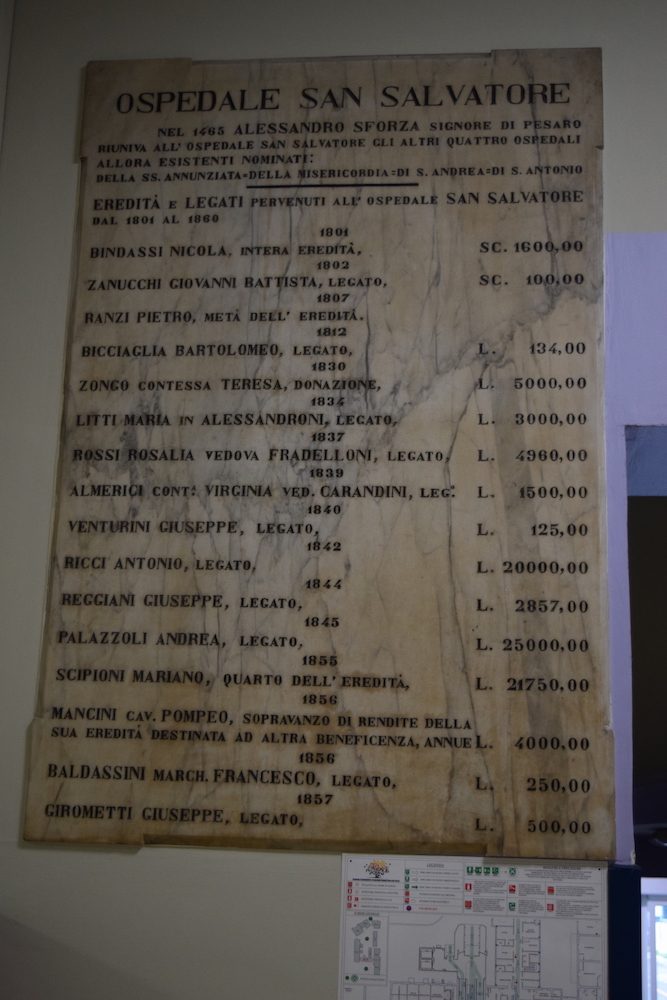 OSPEDALE SAN SALVATORE
NEL 1465 ALESSANDRO SFORZA SIGNORE DI PESARO
RIUNIVA ALL' OSPEDALE SAN SALVATORE GLI ALTRI QUATTRO OSPEDALI
ALLORA ESISTENTI NOMINATI:
DELLA SS. ANNUNZIATA=DELLA MISERICORDIA=DI S. ANDREA=DI S. ANTONIO
EREDITÀ E LEGATI PERVENUTI ALL' OSPEDALE SAN SALVATORE
DAL 1801 AL 1860
1801
BINDASSI NICOLA, INTERA EREDITÀ, SC. 1600,00
1802
ZANUCCHI GIOVANNI BATTISTA, LEGATO, SC. 100,00
1807
RANZI PIETRO, METÀ DELL' EREDITÀ.
1812
BICCIAGLIA BARTOLOMEO, LEGATO, L. 134,00
1830
ZONGO CONTESSA TERESA, DONAZIONE, L. 5000,00
1834
LITTI MARIA IN ALESSANDRONI, LEGATO, L. 3000,00
1837
ROSSI ROSALIA VEDOVA FRADELLONI, LEGATO, L. 4960,00
1839
ALMERICI CONT: VIRGINIA VED. CARANDINI, LEG: L. 1500,00
1840
VENTURINI GIUSEPPE, LEGATO, L. 125,00
1842
RICCI ANTONIO, LEGATO, L. 20000,00
1844
REGGIANI GIUSEPPE, LEGATO, L. 2857,00
1845
PALAZZOLI ANDREA, LEGATO, L. 25000,00
1855
SCIPIONI MARIANO, QUARTO DELL' EREDITÀ, L. 21750,00
1856
MANCINI CAV. POMPEO, SOPRAVANZO DI RENDITE DELLA
SUA EREDITÀ DESTINATA AD ALTRA BENEFICENZA, ANNUE L. 4000,00
1856
BALDASSINI MARCH. FRANCESCO, LEGATO, L. 250,00
1857
GIROMETTI GIUSEPPE, LEGATO, L. 500,00